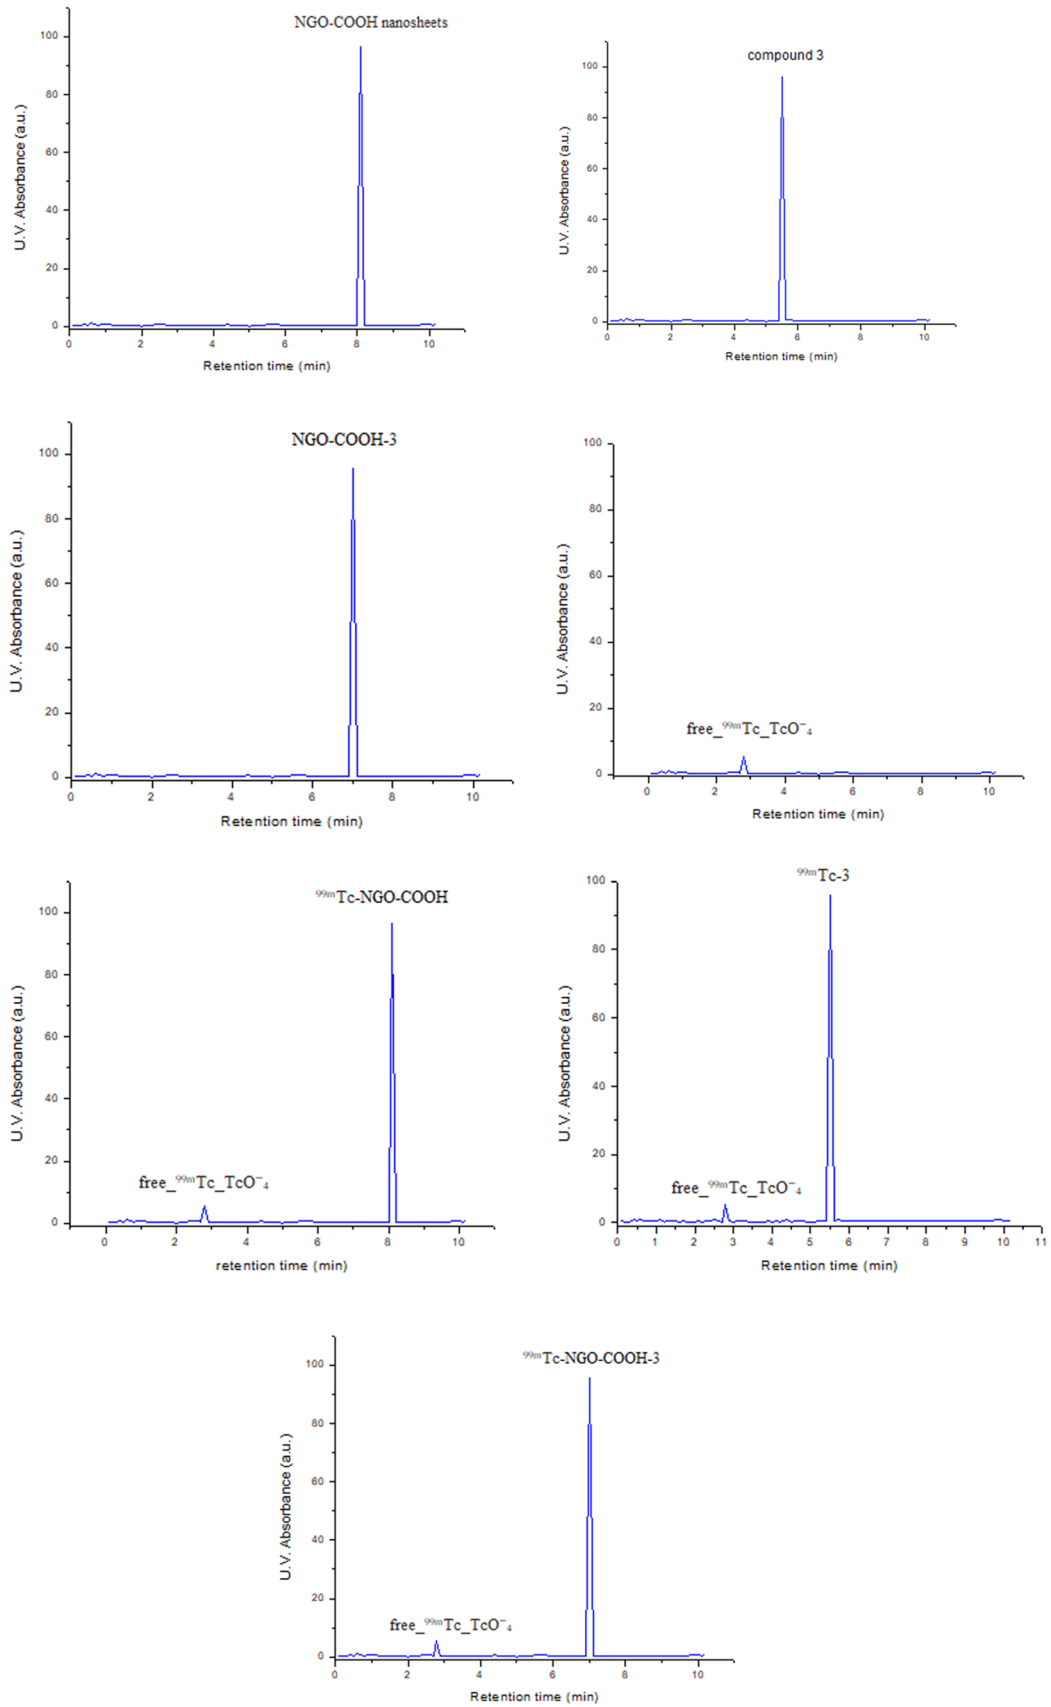 NGO-COOH nanosheets
100
80
60
40
20
0
0 2 4 6 8 10
U.V. Absorbance (a.u.)
Retention time (min)
compound 3
100
80
60
40
20
0
0 2 4 6 8 10
U.V. Absorbance (a.u.)
Retention time (min)
NGO-COOH-3
100
80
60
40
20
0
0 2 4 6 8 10
U.V. Absorbance (a.u.)
Retention time (min)
100
80
60
40
20
0
free_⁹⁹ᵐTc_TcO⁻₄
0 2 4 6 8 10
U.V. Absorbance (a.u.)
Retention time (min)
⁹⁹ᵐTc-NGO-COOH
100
80
60
40
20
0
free_⁹⁹ᵐTc_TcO⁻₄
0 2 4 6 8 10
U.V. Absorbance (a.u.)
retention time (min)
⁹⁹ᵐTc-3
100
80
60
40
20
0
free_⁹⁹ᵐTc_TcO⁻₄
0 1 2 3 4 5 6 7 8 9 10 11
U.V. Absorbance (a.u.)
Retention time (min)
⁹⁹ᵐTc-NGO-COOH-3
100
80
60
40
20
0
free_⁹⁹ᵐTc_TcO⁻₄
0 2 4 6 8 10
U.V. Absorbance (a.u.)
Retention time (min)